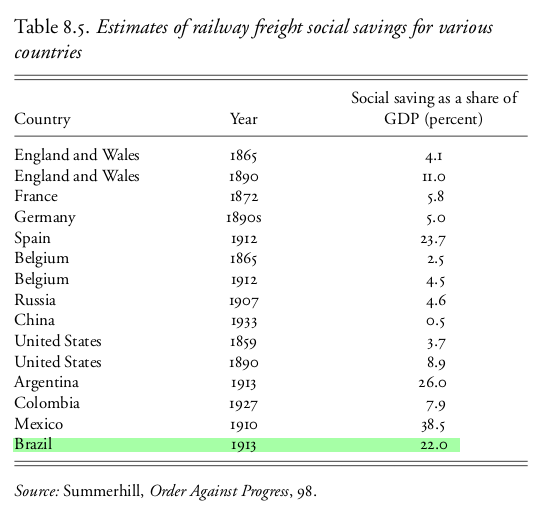 Table 8.5. Estimates of railway freight social savings for various
countries
Social saving as a share of
Country Year GDP (percent)
England and Wales 1865 4.1
England and Wales 1890 11.0
France 1872 5.8
Germany 1890s 5.0
Spain 1912 23.7
Belgium 1865 2.5
Belgium 1912 4.5
Russia 1907 4.6
China 1933 0.5
United States 1859 3.7
United States 1890 8.9
Argentina 1913 26.0
Colombia 1927 7.9
Mexico 1910 38.5
Brazil 1913 22.0
Source: Summerhill, Order Against Progress, 98.